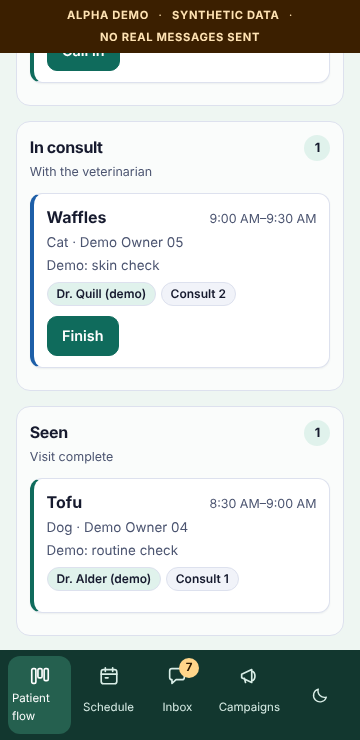 ALPHA DEMO · SYNTHETIC DATA ·
NO REAL MESSAGES SENT
In consult
1
With the veterinarian
Waffles
9:00 AM–9:30 AM
Cat · Demo Owner 05
Demo: skin check
Dr. Quill (demo)
Consult 2
Finish
Seen
1
Visit complete
Tofu
8:30 AM–9:00 AM
Dog · Demo Owner 04
Demo: routine check
Dr. Alder (demo)
Consult 1
Patient
flow
Schedule
7
Inbox
Campaigns